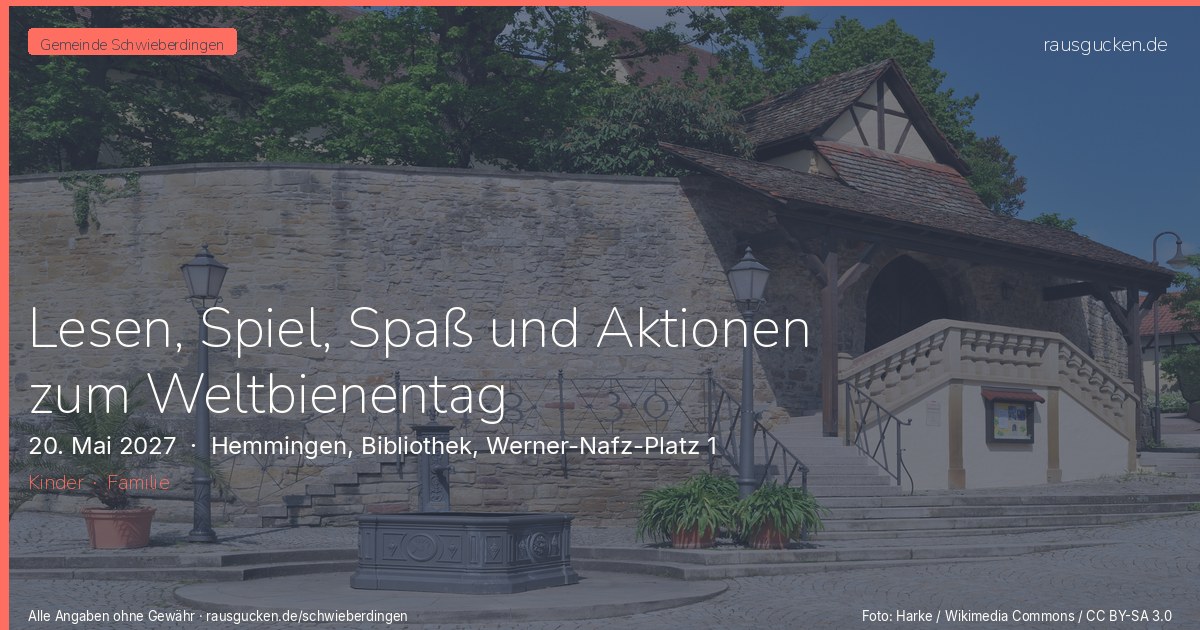 Gemeinde Schwieberdingen
rausgucken.de
Lesen, Spiel, Spaß und Aktionen
zum Weltbienentag
20. Mai 2027 · Hemmingen, Bibliothek, Werner-Nafz-Platz 1
Kinder · Familie
Alle Angaben ohne Gewähr · rausgucken.de/schwieberdingen
Foto: Harke / Wikimedia Commons / CC BY-SA 3.0